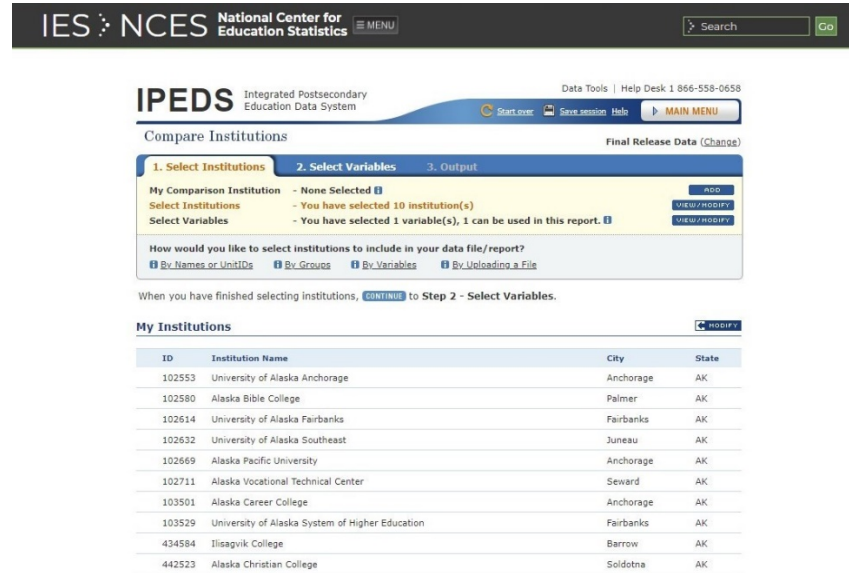 IES NCES National Center for Education Statistics MENU Search Go
IPEDS Integrated Postsecondary Education Data System
Data Tools | Help Desk 1 866-558-0658
Start over Save session Help MAIN MENU
Compare Institutions
Final Release Data (Change)
1. Select Institutions 2. Select Variables 3. Output
My Comparison Institution - None Selected ADD
Select Institutions - You have selected 10 institution(s) VIEW/MODIFY
Select Variables - You have selected 1 variable(s), 1 can be used in this report. VIEW/MODIFY
How would you like to select institutions to include in your data file/report?
By Names or UnitIDs By Groups By Variables By Uploading a File
When you have finished selecting institutions, CONTINUE to Step 2 - Select Variables.
My Institutions MODIFY
ID Institution Name City State
102553 University of Alaska Anchorage Anchorage AK
102580 Alaska Bible College Palmer AK
102614 University of Alaska Fairbanks Fairbanks AK
102632 University of Alaska Southeast Juneau AK
102669 Alaska Pacific University Anchorage AK
102711 Alaska Vocational Technical Center Seward AK
103501 Alaska Career College Anchorage AK
103529 University of Alaska System of Higher Education Fairbanks AK
434584 Ilisagvik College Barrow AK
442523 Alaska Christian College Soldotna AK